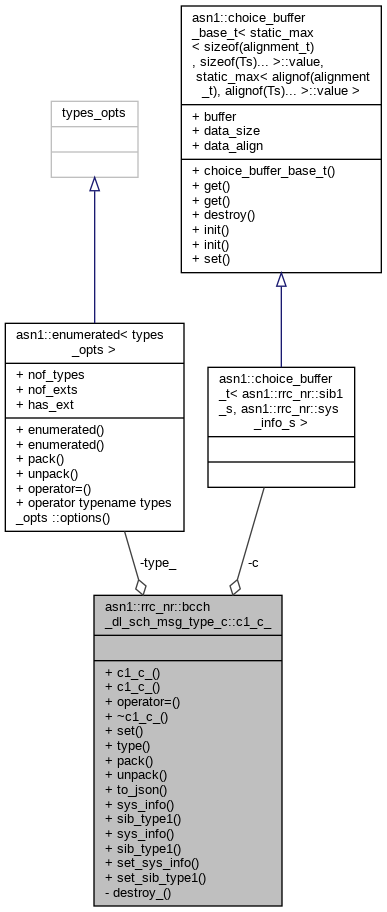 asn1::choice_buffer
_base_t< static_max
< sizeof(alignment_t)
, sizeof(Ts)... >::value,
static_max< alignof(alignment
_t), alignof(Ts)... >::value >
+ buffer
+ data_size
+ data_align
+ choice_buffer_base_t()
+ get()
+ get()
+ destroy()
+ init()
+ init()
+ set()
types_opts
asn1::enumerated< types
_opts >
+ nof_types
+ nof_exts
+ has_ext
+ enumerated()
+ enumerated()
+ pack()
+ unpack()
+ operator=()
+ operator typename types
_opts ::options()
asn1::choice_buffer
_t< asn1::rrc_nr::sib1
_s, asn1::rrc_nr::sys
_info_s >
-type_
-c
asn1::rrc_nr::bcch
_dl_sch_msg_type_c::c1_c_
+ c1_c_()
+ c1_c_()
+ operator=()
+ ~c1_c_()
+ set()
+ type()
+ pack()
+ unpack()
+ to_json()
+ sys_info()
+ sib_type1()
+ sys_info()
+ sib_type1()
+ set_sys_info()
+ set_sib_type1()
- destroy_()